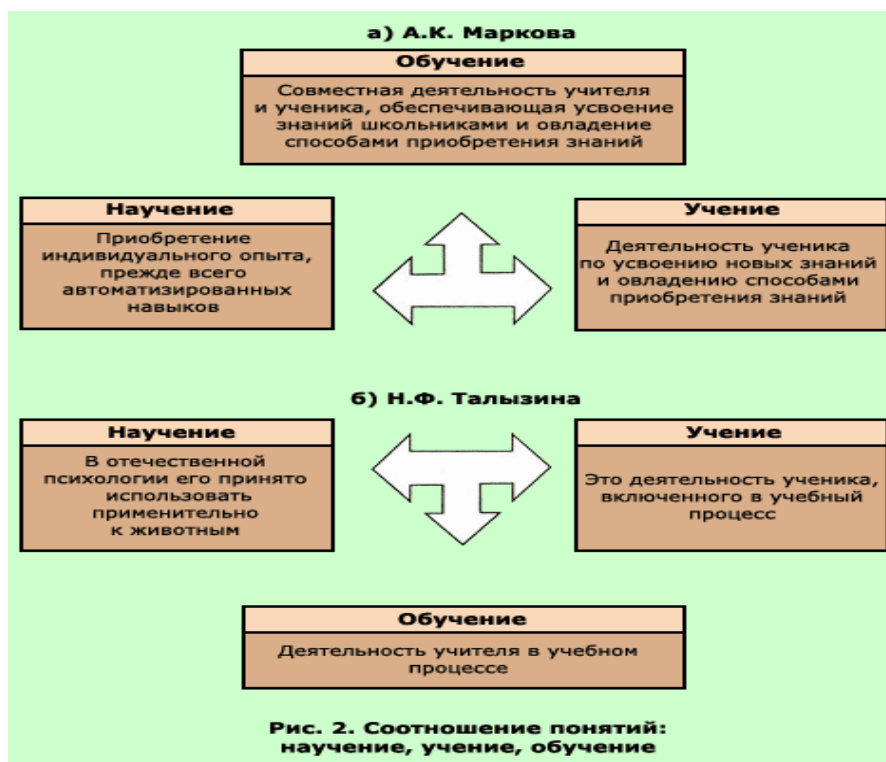 а) А.К. Маркова
Обучение
Совместная деятельность учителя
и ученика, обеспечивающая усвоение
знаний школьниками и овладение
способами приобретения знаний
Научение
Приобретение
индивидуального опыта,
прежде всего
автоматизированных
навыков
Учение
Деятельность ученика
по усвоению новых знаний
и овладению способами
приобретения знаний
б) Н.Ф. Талызина
Научение
В отечественной
психологии его принято
использовать
применительно
к животным
Учение
Это деятельность ученика,
включенного в учебный
процесс
Обучение
Деятельность учителя в учебном
процессе
Рис. 2. Соотношение понятий:
научение, учение, обучение